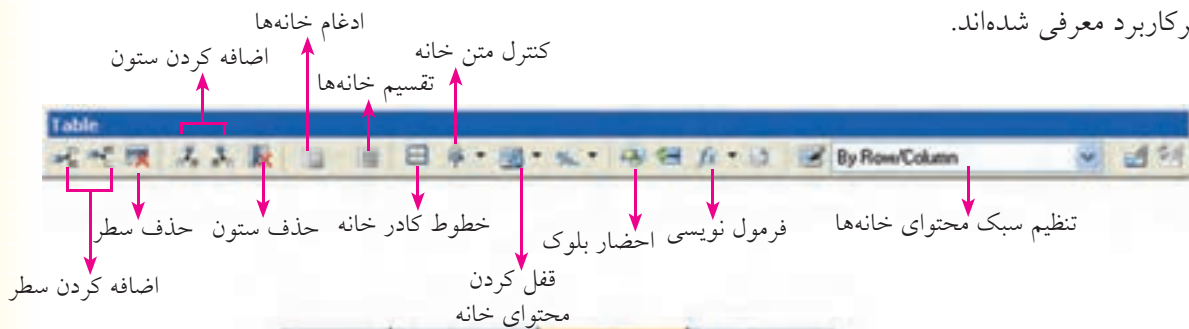 رکاربرد معرفی شده‌اند.
ادغام خانه‌ها
کنترل متن خانه
اضافه کردن ستون
تقسیم خانه‌ها
Table
By Row/Column
حذف سطر
حذف ستون
خطوط کادر خانه
احضار بلوک
فرمول نویسی
تنظیم سبک محتوای خانه‌ها
اضافه کردن سطر
قفل کردن
محتوای خانه